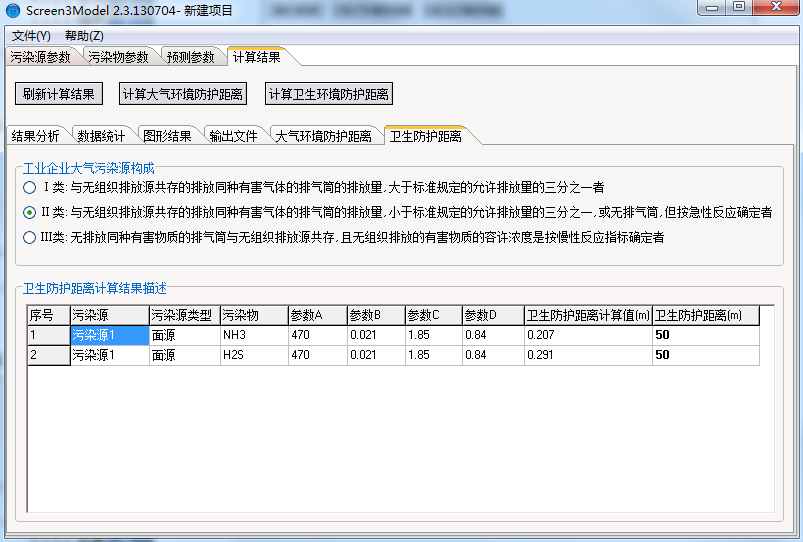 Screen3Model 2.3.130704- 新建项目
文件(Y) 帮助(Z)
污染源参数 污染物参数 预测参数 计算结果
刷新计算结果 计算大气环境防护距离 计算卫生环境防护距离
结果分析 数据统计 图形结果 输出文件 大气环境防护距离 卫生防护距离
工业企业大气污染源构成
I 类: 与无组织排放源共存的排放同种有害气体的排气筒的排放量,大于标准规定的允许排放量的三分之一者
II 类: 与无组织排放源共存的排放同种有害气体的排气筒的排放量,小于标准规定的允许排放量的三分之一,或无排气筒,但按急性反应确定者
III类: 无排放同种有害物质的排气筒与无组织排放源共存,且无组织排放的有害物质的容许浓度是按慢性反应指标确定者
卫生防护距离计算结果描述
序号 污染源 污染源类型 污染物 参数A 参数B 参数C 参数D 卫生防护距离计算值(m) 卫生防护距离(m)
1 污染源1 面源 NH3 470 0.021 1.85 0.84 0.207 50
2 污染源1 面源 H2S 470 0.021 1.85 0.84 0.291 50